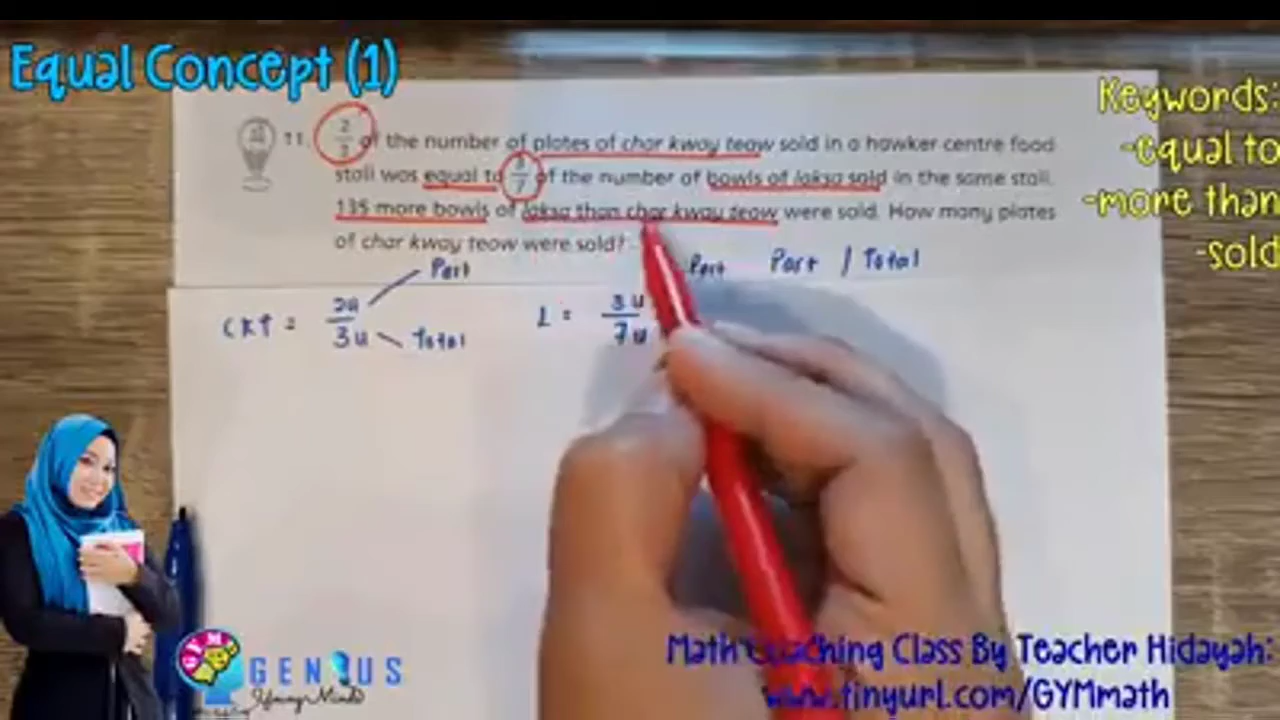 Equal Concept (1)
Keywords:
-equal to
-more than
-sold
11. 2/3 of the number of plates of char kway teow sold in a hawker centre food
stall was equal to 3/7 of the number of bowls of laksa sold in the same stall.
135 more bowls of laksa than char kway teow were sold. How many plates
of char kway teow were sold?
Part Part Part / Total
CKT = 2u/3u Total L = 3u/7u
GYM
GENIUS
Young Minds
Math Coaching Class By Teacher Hidayah:
www.tinyurl.com/GYMmath